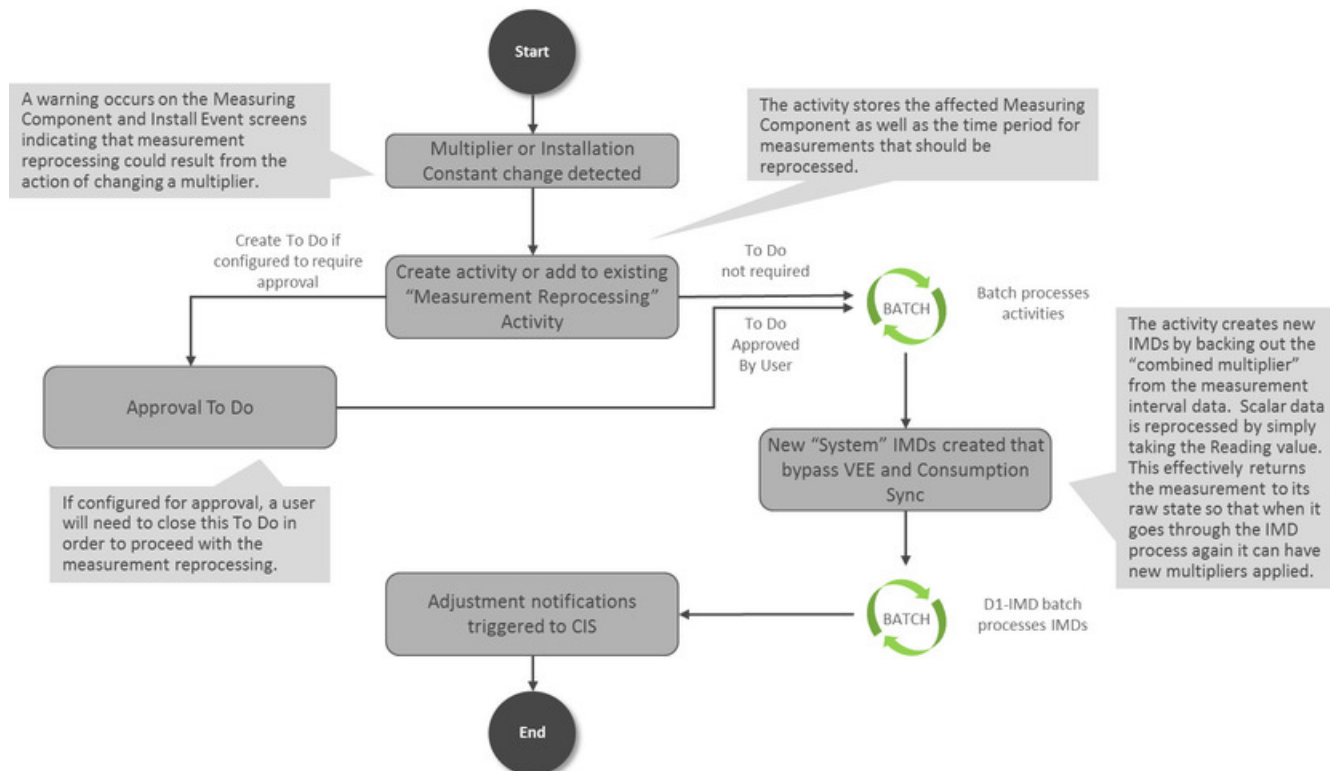 Start
A warning occurs on the Measuring
Component and Install Event screens
indicating that measurement
reprocessing could result from the
action of changing a multiplier.
The activity stores the affected Measuring
Component as well as the time period for
measurements that should be
reprocessed.
Multiplier or Installation
Constant change detected
Create To Do if
configured to require
approval
Create activity or add to existing
“Measurement Reprocessing”
Activity
To Do
not required
To Do
Approved
By User
BATCH
Batch processes
activities
The activity creates new
IMDs by backing out the
“combined multiplier”
from the measurement
interval data.  Scalar data
is reprocessed by simply
taking the Reading value.
This effectively returns
the measurement to its
raw state so that when it
goes through the IMD
process again it can have
new multipliers applied.
Approval To Do
New “System” IMDs created that
bypass VEE and Consumption
Sync
If configured for approval, a user
will need to close this To Do in
order to proceed with the
measurement reprocessing.
Adjustment notifications
triggered to CIS
BATCH
D1-IMD batch
processes IMDs
End